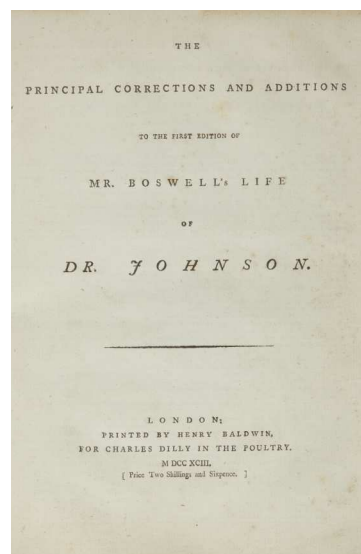 THE
PRINCIPAL CORRECTIONS AND ADDITIONS
TO THE FIRST EDITION OF
MR. BOSWELL's LIFE
OF
DR. JOHNSON.
LONDON;
PRINTED BY HENRY BALDWIN,
FOR CHARLES DILLY IN THE POULTRY.
M DCC XCIII.
[ Price Two Shillings and Sixpence. ]